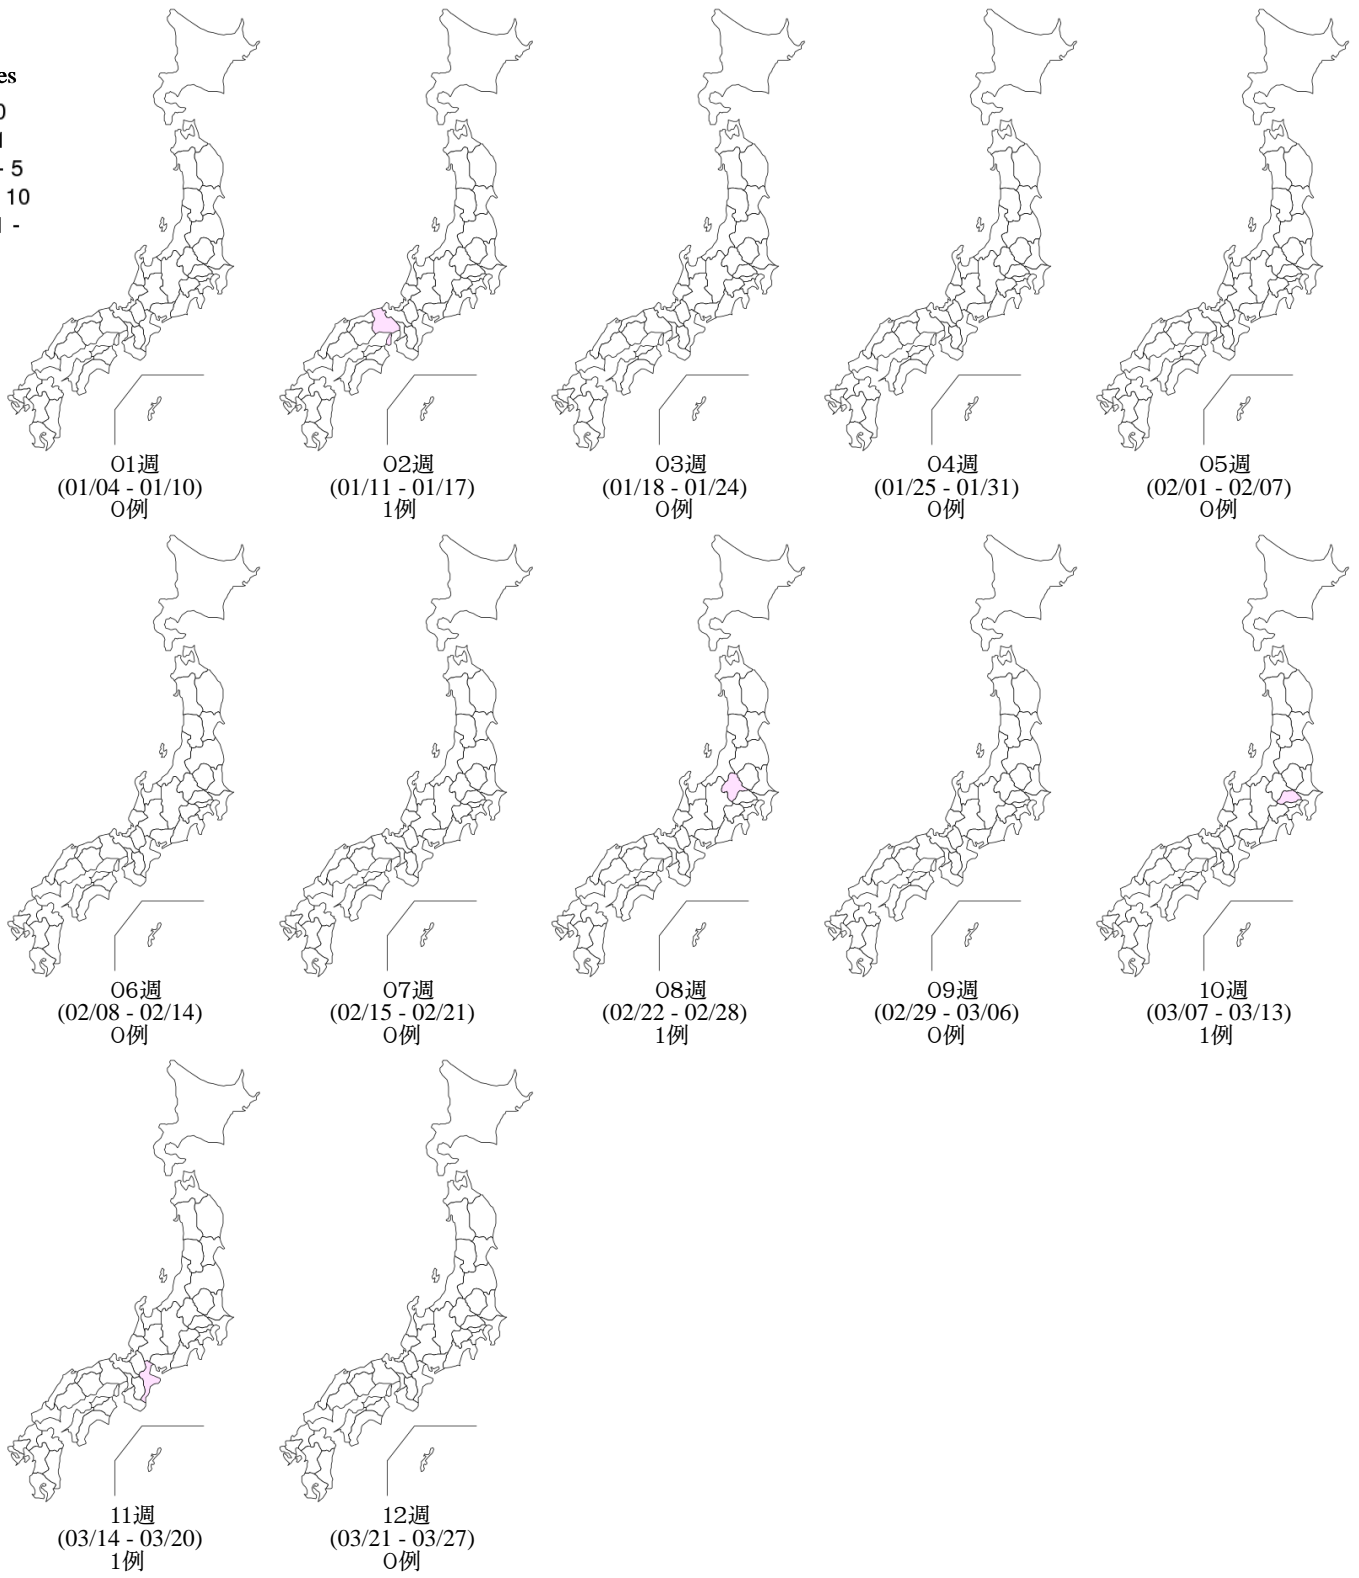 es
0
1
- 5
10
-
01週
(01/04 - 01/10)
0例
02週
(01/11 - 01/17)
1例
03週
(01/18 - 01/24)
0例
04週
(01/25 - 01/31)
0例
05週
(02/01 - 02/07)
0例
06週
(02/08 - 02/14)
0例
07週
(02/15 - 02/21)
0例
08週
(02/22 - 02/28)
1例
09週
(02/29 - 03/06)
0例
10週
(03/07 - 03/13)
1例
11週
(03/14 - 03/20)
1例
12週
(03/21 - 03/27)
0例